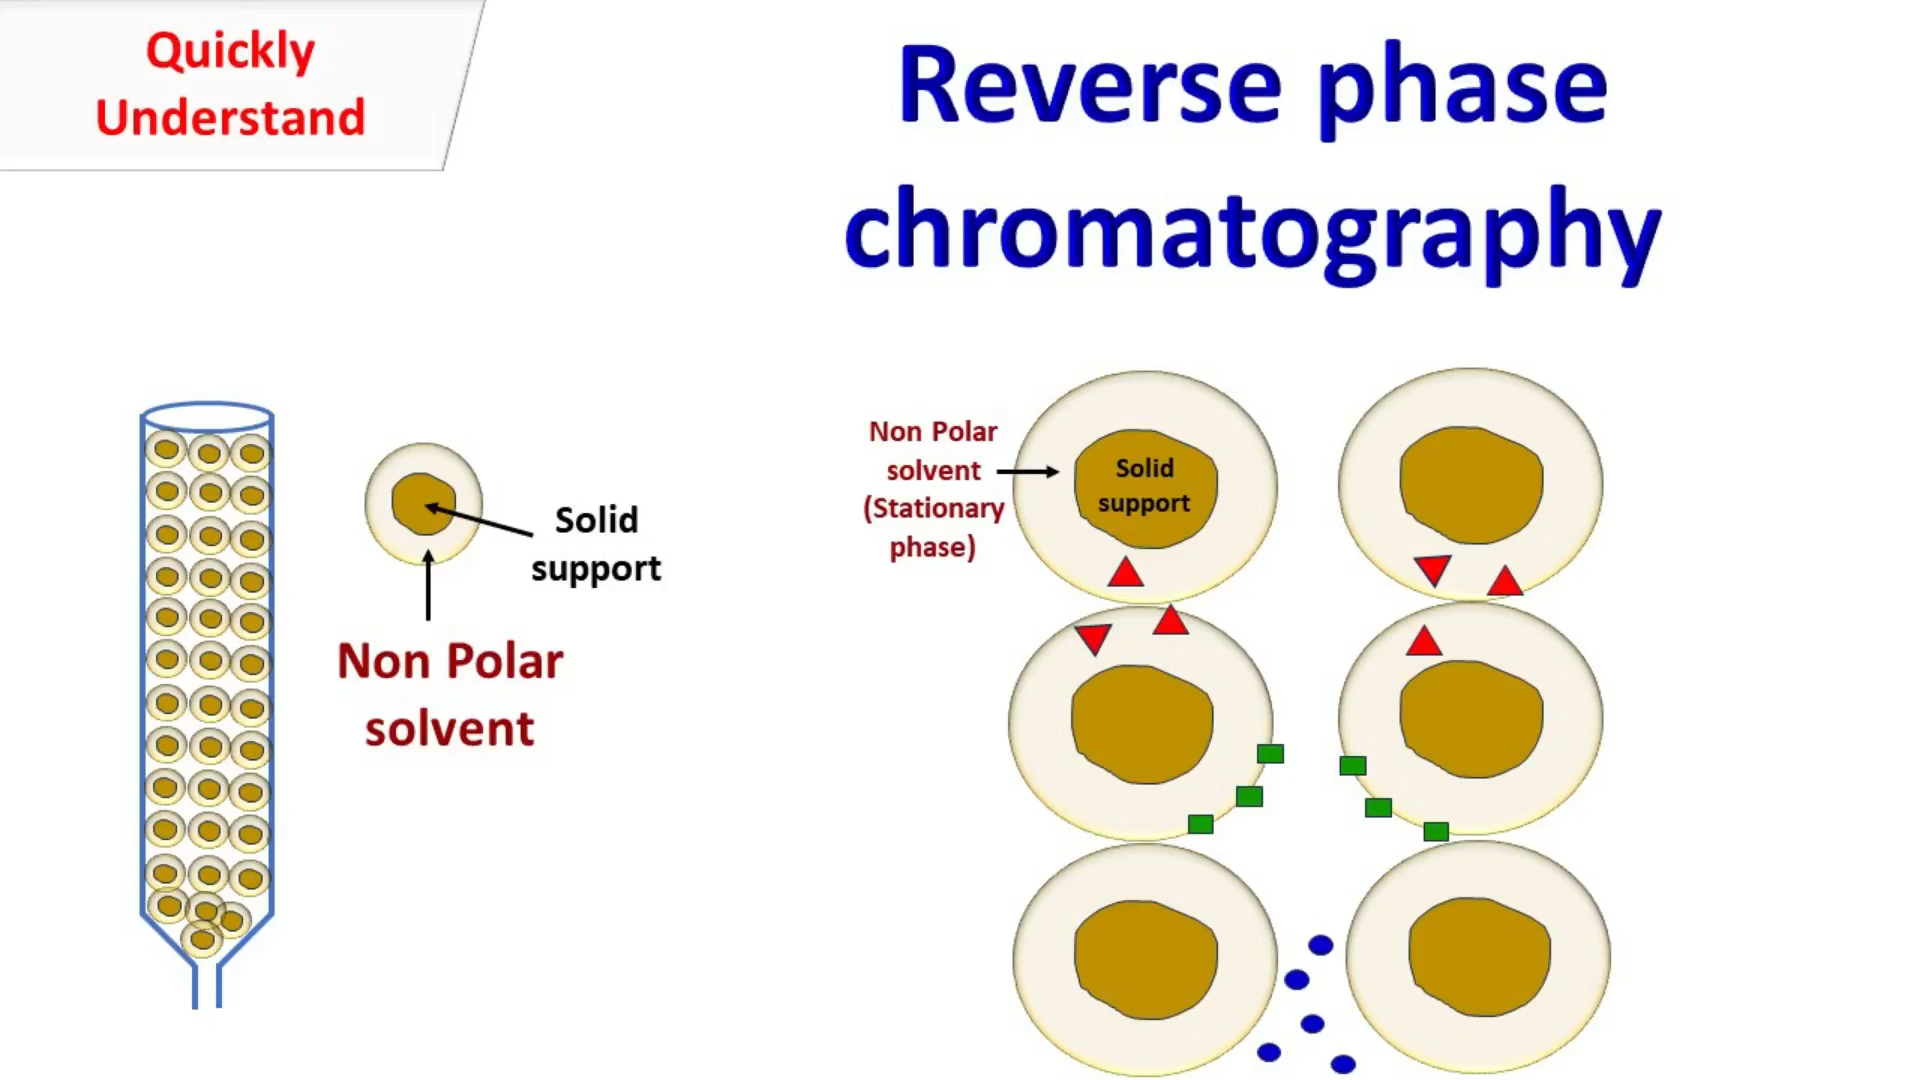 Quickly
Understand
Reverse phase
chromatography
Solid
support
Non Polar
solvent
Non Polar
solvent
(Stationary
phase)
Solid
support